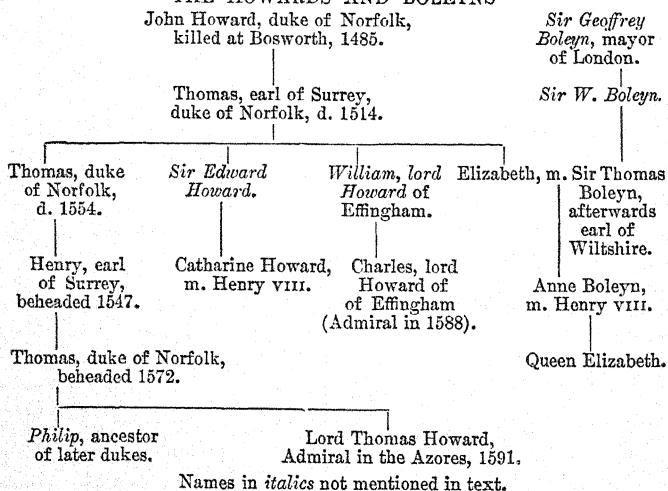 THE HOWARDS AND BOLEYNS
John Howard, duke of Norfolk,
killed at Bosworth, 1485.
Sir Geoffrey
Boleyn, mayor
of London.
Thomas, earl of Surrey,
duke of Norfolk, d. 1514.
Sir W. Boleyn.
Thomas, duke
of Norfolk,
d. 1554.
Sir Edward
Howard.
William, lord
Howard of
Effingham.
Elizabeth, m. Sir Thomas
Boleyn,
afterwards
earl of
Wiltshire.
Henry, earl
of Surrey,
beheaded 1547.
Catharine Howard,
m. Henry VIII.
Charles, lord
Howard of
of Effingham
(Admiral in 1588).
Anne Boleyn,
m. Henry VIII.
Thomas, duke of Norfolk,
beheaded 1572.
Queen Elizabeth.
Philip, ancestor
of later dukes.
Lord Thomas Howard,
Admiral in the Azores, 1591.
Names in italics not mentioned in text.